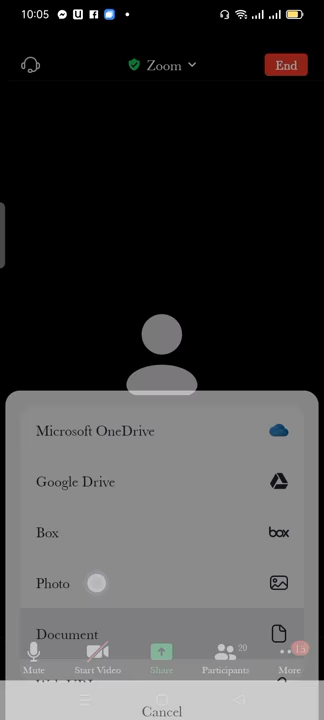 10:05
Zoom
End
Microsoft OneDrive
Google Drive
Box
box
Photo
Document
20
15
Mute
Start Video
Share
Participants
More
Cancel